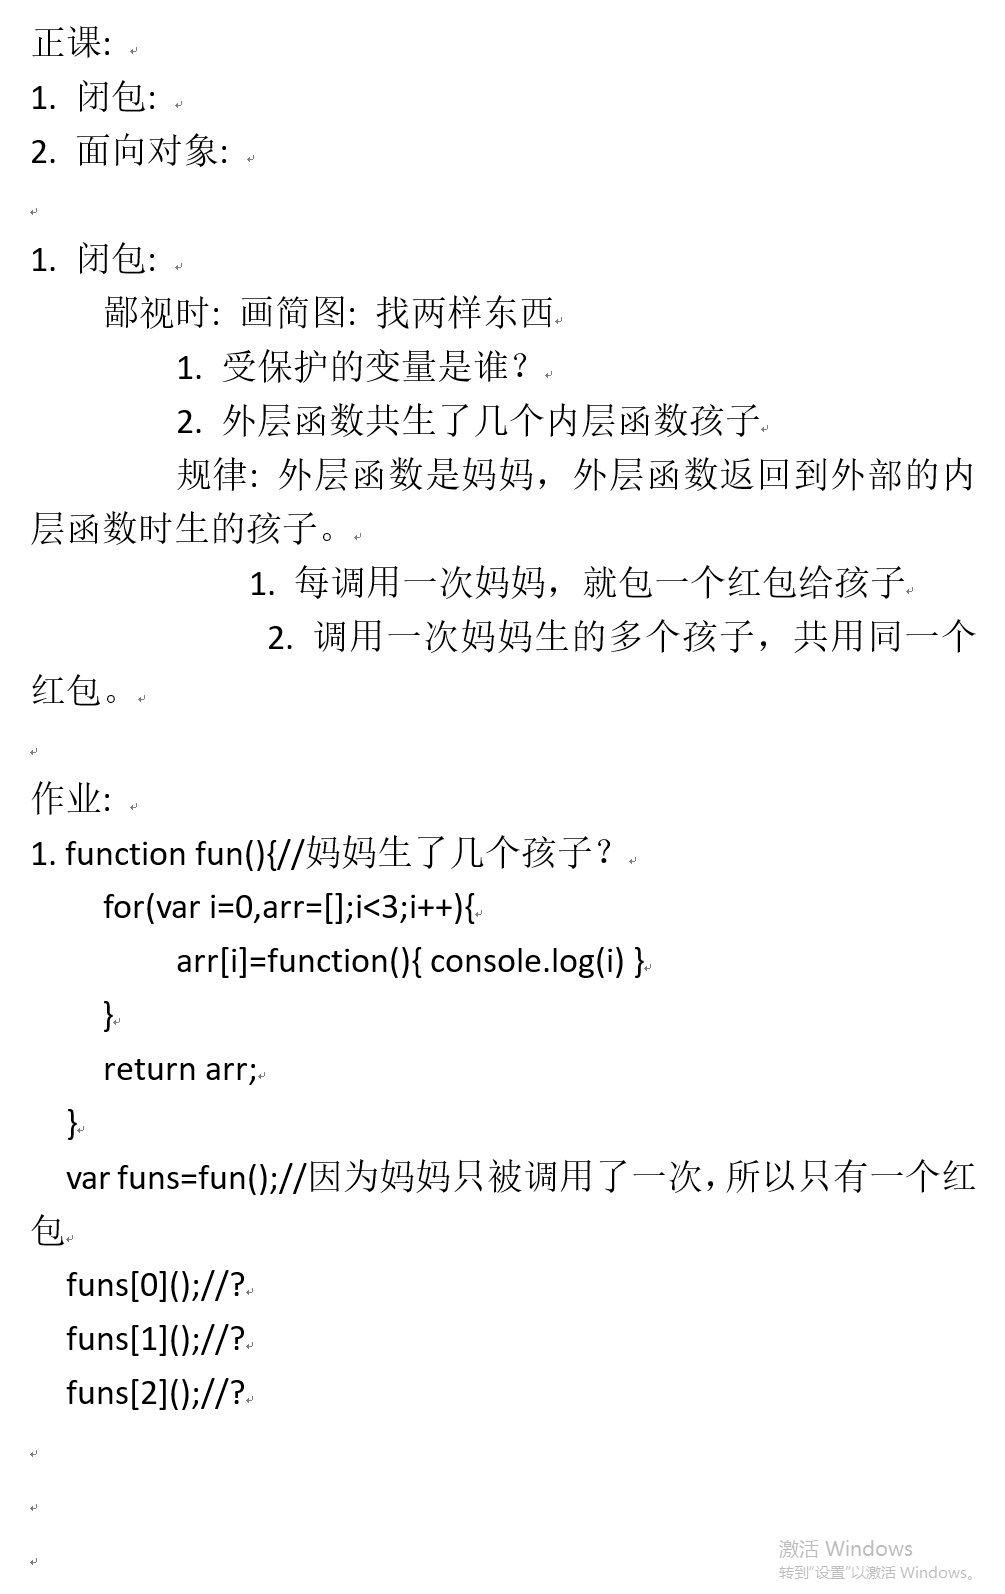 正课:
1. 闭包:
2. 面向对象:
1. 闭包:
鄙视时: 画简图: 找两样东西
1. 受保护的变量是谁？
2. 外层函数共生了几个内层函数孩子
规律: 外层函数是妈妈，外层函数返回到外部的内
层函数时生的孩子。
1. 每调用一次妈妈，就包一个红包给孩子
2. 调用一次妈妈生的多个孩子，共用同一个
红包。
作业:
1. function fun(){//妈妈生了几个孩子？
for(var i=0,arr=[];i<3;i++){
arr[i]=function(){ console.log(i) }
}
return arr;
}
var funs=fun();//因为妈妈只被调用了一次，所以只有一个红
包
funs[0]();//?
funs[1]();//?
funs[2]();//?
激活 Windows
转到"设置"以激活 Windows。